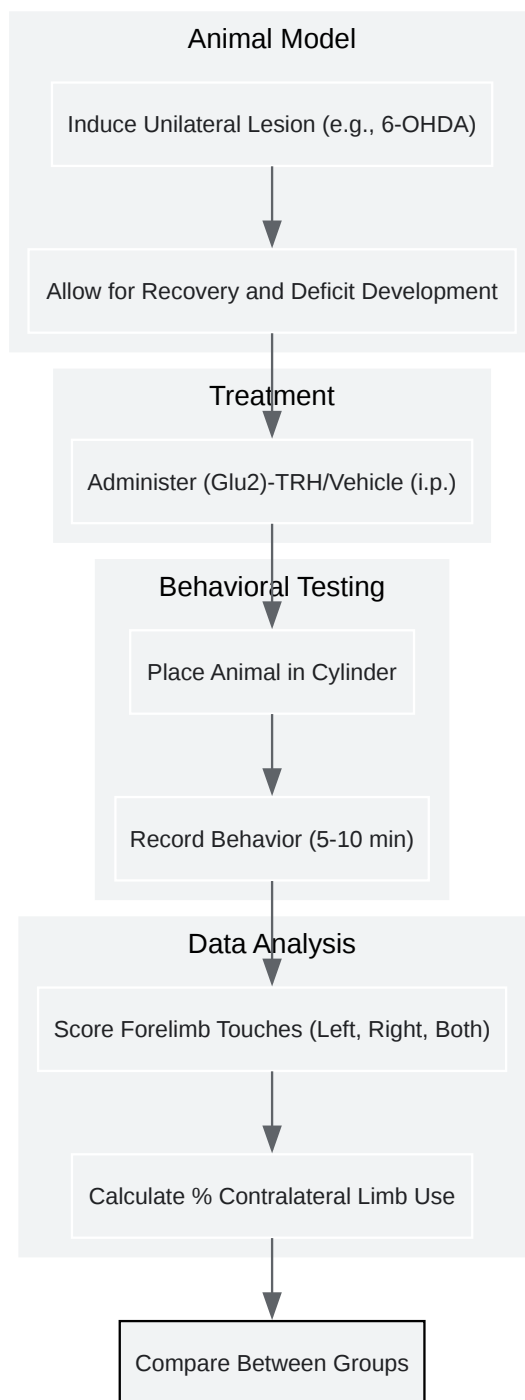 Animal Model
Induce Unilateral Lesion (e.g., 6-OHDA)
Allow for Recovery and Deficit Development
Treatment
Administer (Glu2)-TRH/Vehicle (i.p.)
Behavioral Testing
Place Animal in Cylinder
Record Behavior (5-10 min)
Data Analysis
Score Forelimb Touches (Left, Right, Both)
Calculate % Contralateral Limb Use
Compare Between Groups